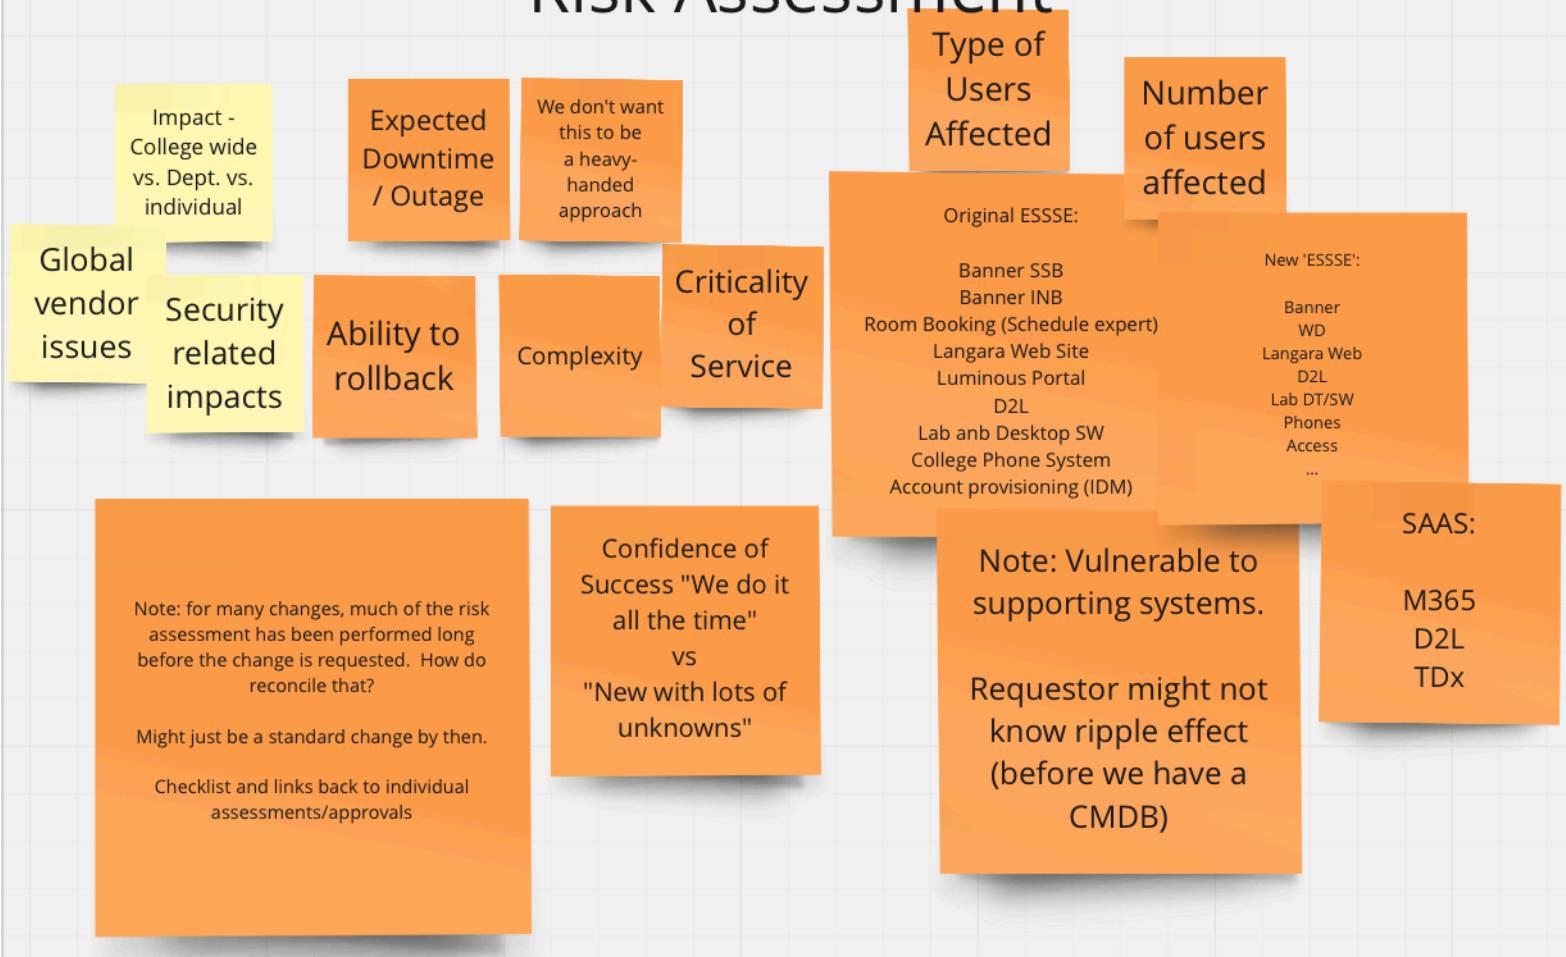 Risk Assessment
Type of
Users
Affected
Number
of users
affected
Impact -
College wide
vs. Dept. vs.
individual
Expected
Downtime
/ Outage
We don't want
this to be
a heavy-
handed
approach
Global
vendor
issues
Security
related
impacts
Ability to
rollback
Complexity
Criticality
of
Service
Original ESSSE:
Banner SSB
Banner INB
Room Booking (Schedule expert)
Langara Web Site
Luminous Portal
D2L
Lab anb Desktop SW
College Phone System
Account provisioning (IDM)
New 'ESSSE':
Banner
WD
Langara Web
D2L
Lab DT/SW
Phones
Access
...
Note: for many changes, much of the risk
assessment has been performed long
before the change is requested. How do
reconcile that?
Might just be a standard change by then.
Checklist and links back to individual
assessments/approvals
Confidence of
Success "We do it
all the time"
vs
"New with lots of
unknowns"
Note: Vulnerable to
supporting systems.
Requestor might not
know ripple effect
(before we have a
CMDB)
SAAS:
M365
D2L
TDx